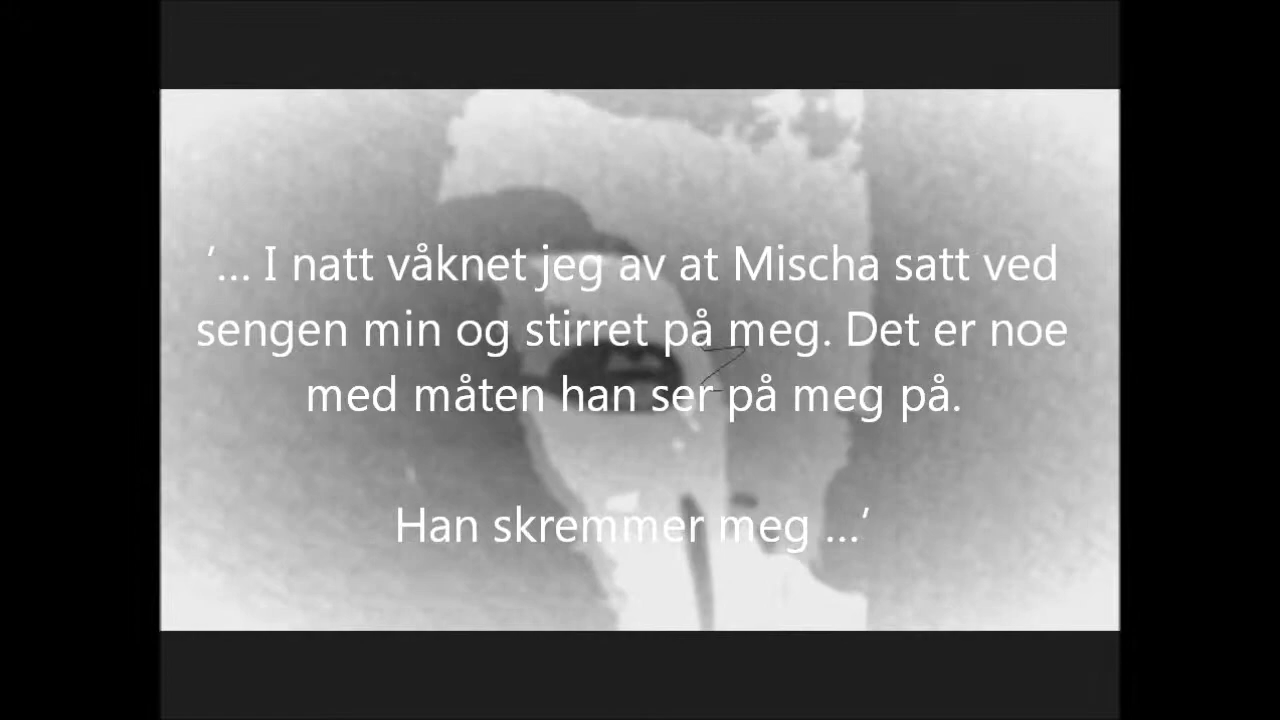 ’... I natt våknet jeg av at Mischa satt ved
sengen min og stirret på meg. Det er noe
med måten han ser på meg på.
Han skremmer meg ...’